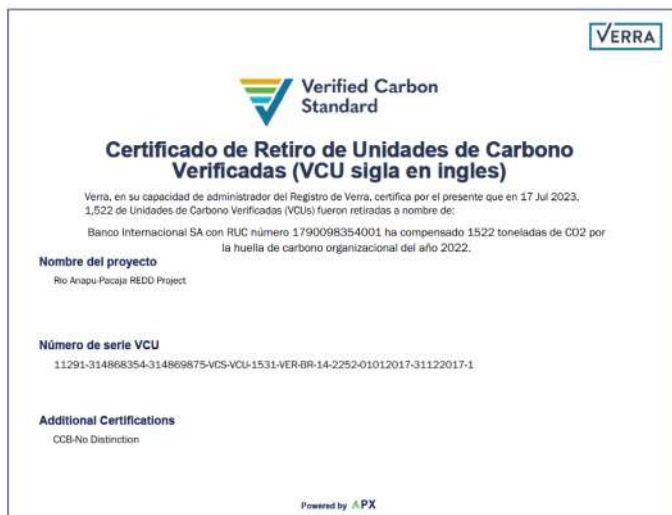 VERRA
Verified Carbon
Standard
Certificado de Retiro de Unidades de Carbono
Verificadas (VCU sigla en ingles)
Verra, en su capacidad de administrador del Registro de Verra, certifica por el presente que en 17 Jul 2023,
1,522 de Unidades de Carbono Verificadas (VCUs) fueron retiradas a nombre de:
Banco Internacional SA con RUC número 1790098354001 ha compensado 1522 toneladas de CO2 por
la huella de carbono organizacional del año 2022.
Nombre del proyecto
Rio Anapu-Pacaja REDD Project
Número de serie VCU
11291-314868354-314869875-VCS-VCU-1531-VER-BR-14-2252-01012017-31122017-1
Additional Certifications
CCB-No Distinction
Powered by APX